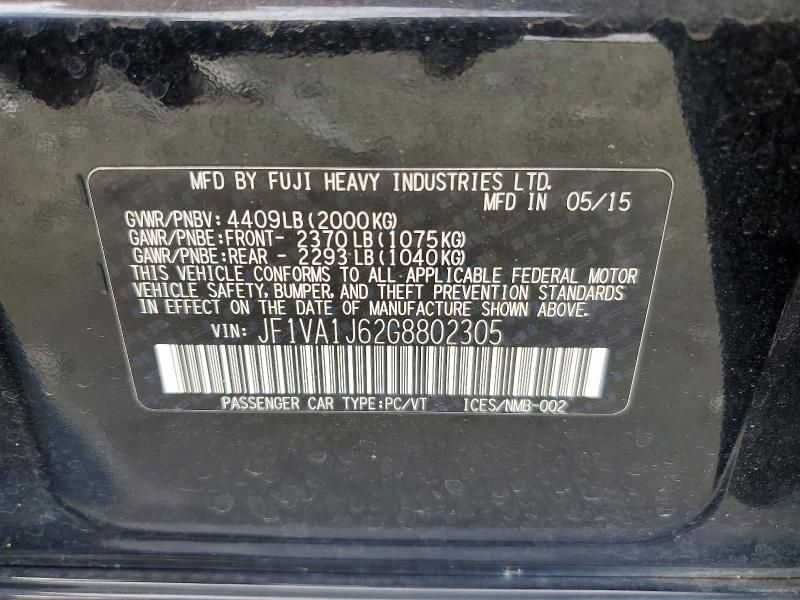 MFD BY FUJI HEAVY INDUSTRIES LTD.
MFD IN 05/15
GVWR/PNBV: 4409LB(2000KG)
GAWR/PNBE:FRONT- 2370LB(1075KG)
GAWR/PNBE:REAR - 2293LB(1040KG)
THIS VEHICLE CONFORMS TO ALL APPLICABLE FEDERAL MOTOR
VEHICLE SAFETY, BUMPER, AND THEFT PREVENTION STANDARDS
IN EFFECT ON THE DATE OF MANUFACTURE SHOWN ABOVE.
VIN: JF1VA1J62G8802305
PASSENGER CAR TYPE:PC/VT ICES/NMB-002